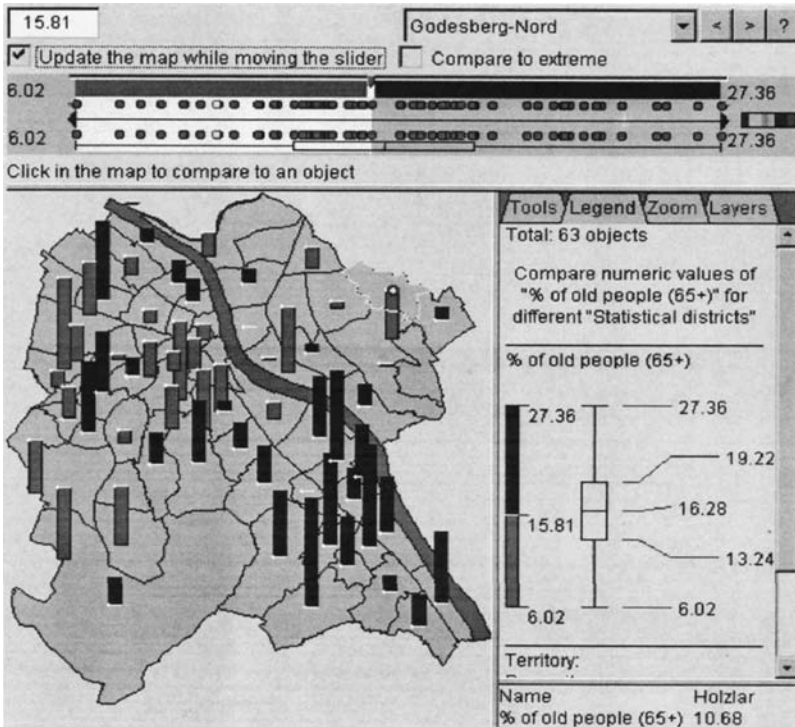 15.81
Godesberg-Nord
< > ?
Update the map while moving the slider
Compare to extreme
6.02
27.36
6.02
27.36
Click in the map to compare to an object
Tools Legend Zoom Layers
Total: 63 objects
Compare numeric values of
"% of old people (65+)" for
different "Statistical districts"
% of old people (65+)
27.36
27.36
19.22
15.81
16.28
13.24
6.02
6.02
Territory:
Name Holzlar
% of old people (65+) 10.68